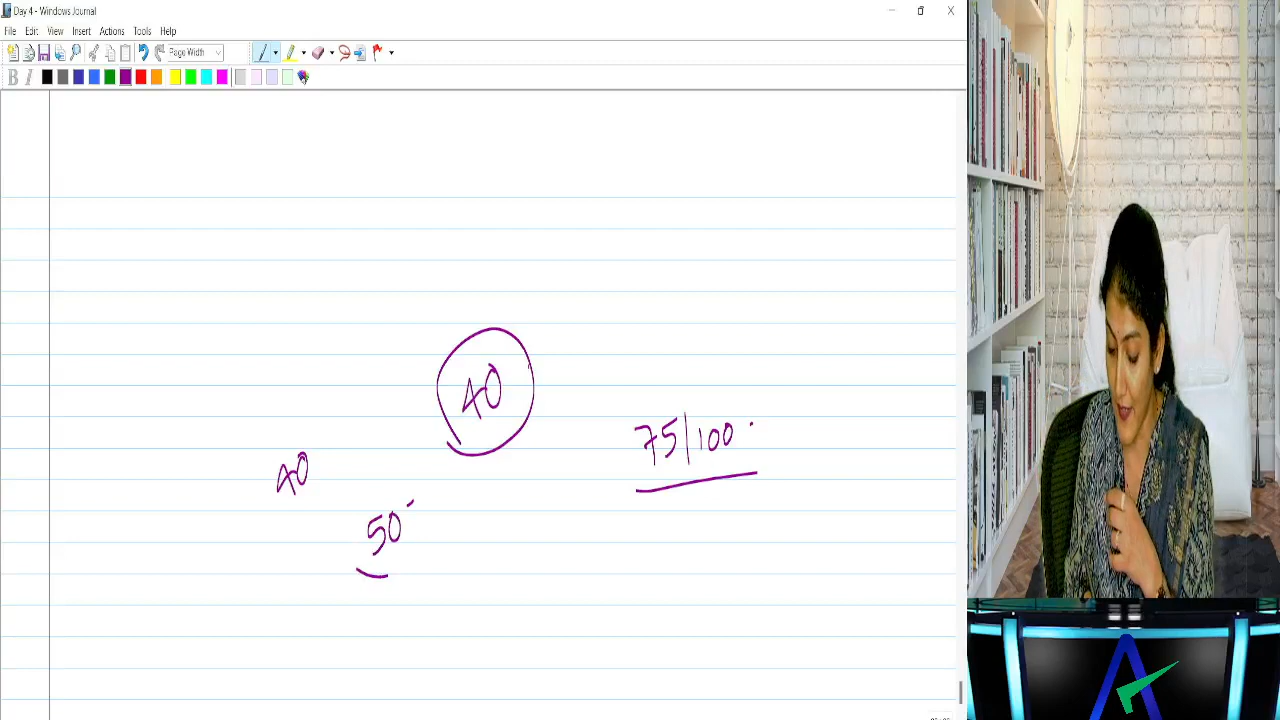 Day 4 - Windows Journal
File Edit View Insert Actions Tools Help
Page Width
B I
40
75/100
40
50